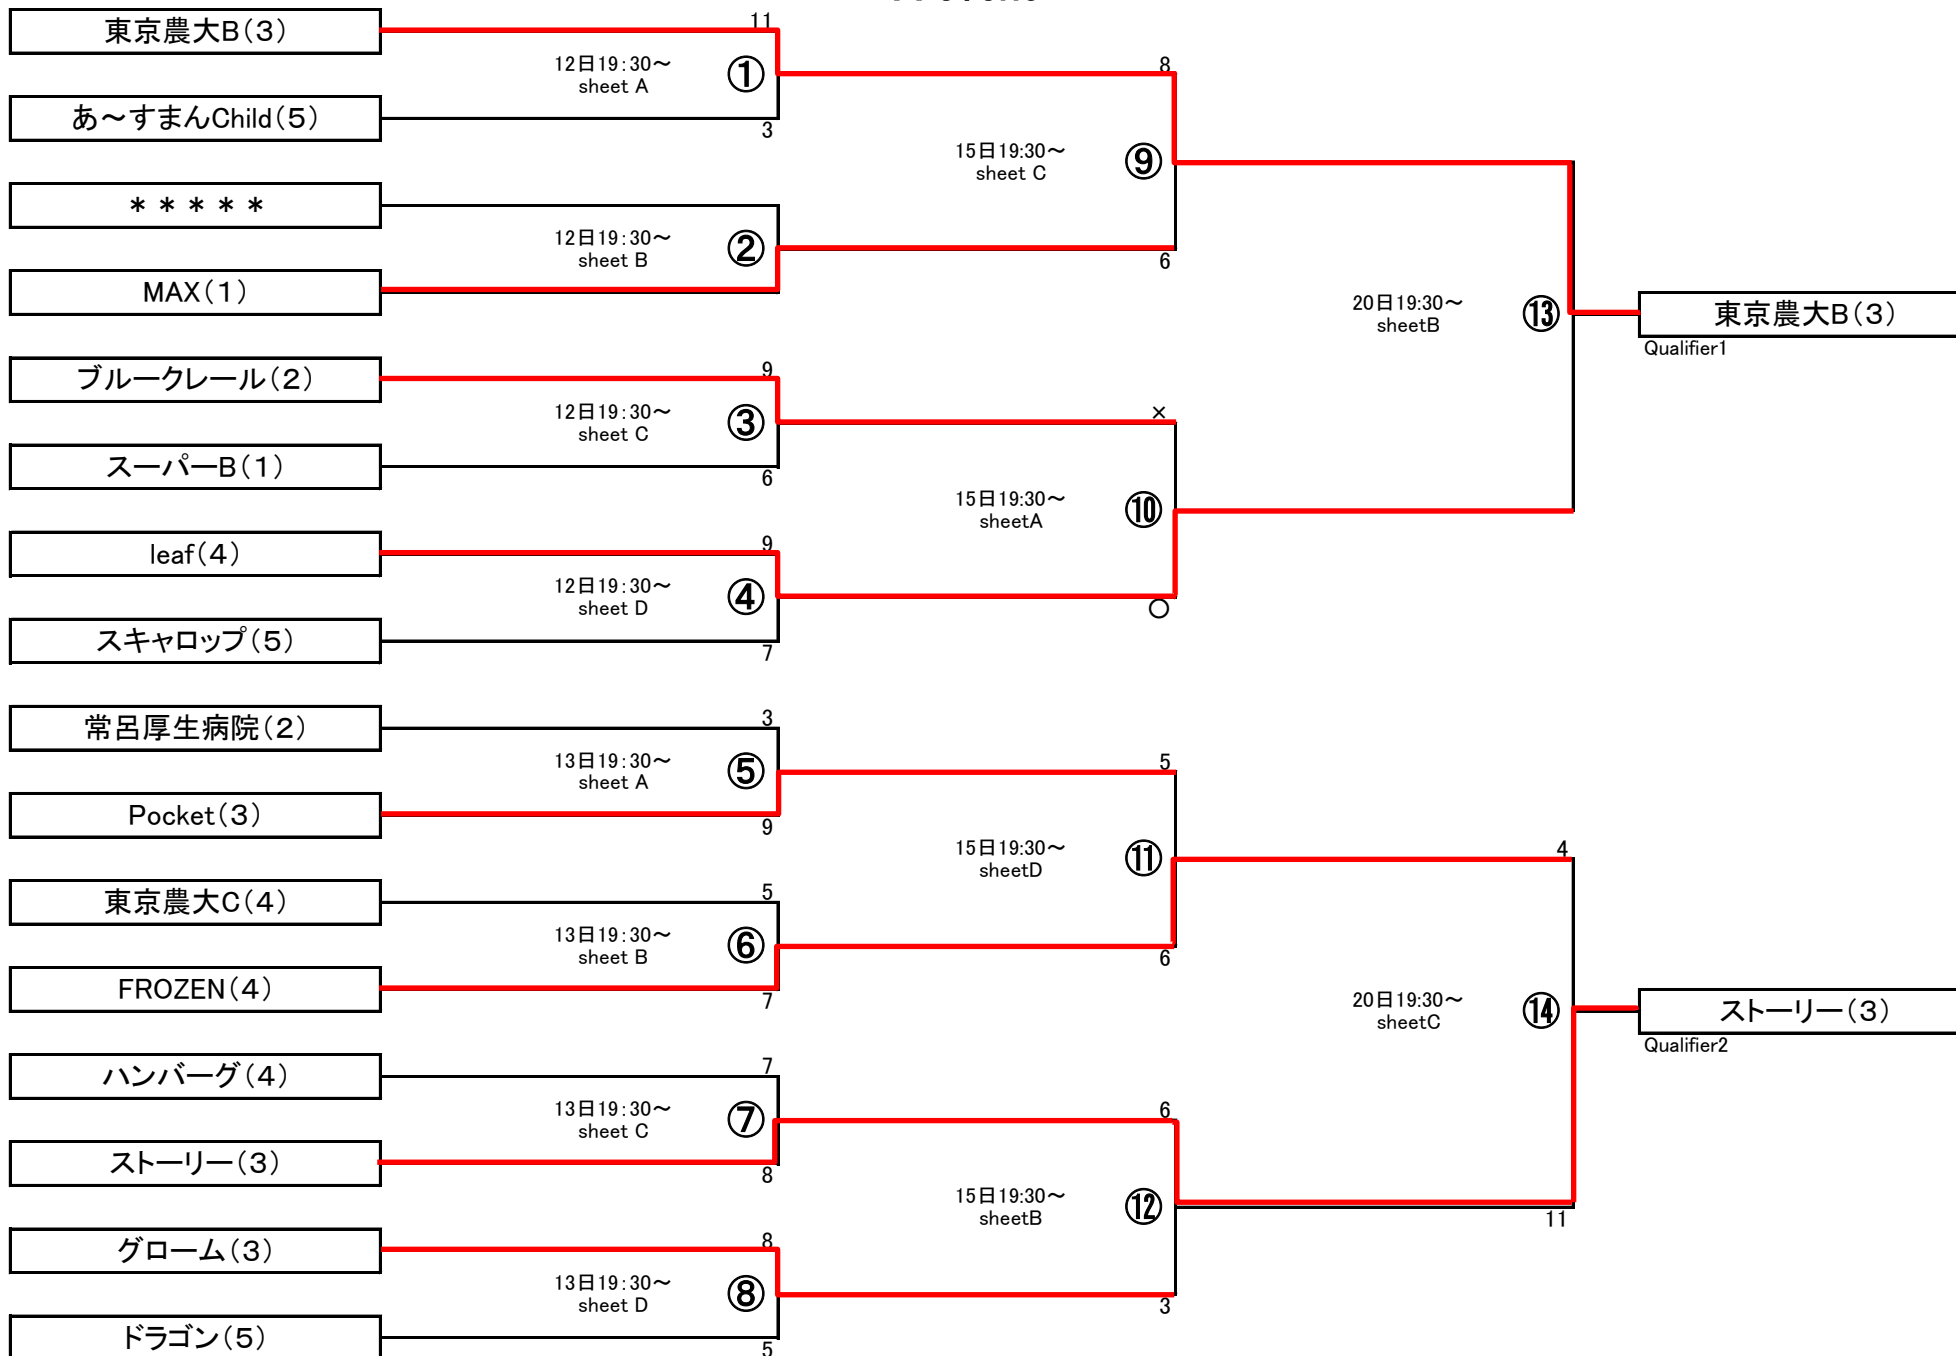 東京農大B(3)
11
12日19:30～
sheet A
①
8
あ～すまんChild(5)
3
15日19:30～
sheet C
⑨
＊＊＊＊＊
12日19:30～
sheet B
②
6
MAX(1)
20日19:30～
sheetB
⑬
東京農大B(3)
Qualifier1
ブルークレール(2)
9
12日19:30～
sheet C
③
×
スーパーB(1)
6
15日19:30～
sheetA
⑩
leaf(4)
9
12日19:30～
sheet D
④
○
スキャロップ(5)
7
常呂厚生病院(2)
3
13日19:30～
sheet A
⑤
5
Pocket(3)
9
15日19:30～
sheetD
⑪
4
東京農大C(4)
5
13日19:30～
sheet B
⑥
6
FROZEN(4)
7
20日19:30～
sheetC
⑭
ストーリー(3)
Qualifier2
ハンバーグ(4)
7
13日19:30～
sheet C
⑦
6
ストーリー(3)
8
15日19:30～
sheetB
⑫
11
グローム(3)
8
13日19:30～
sheet D
⑧
3
ドラゴン(5)
5